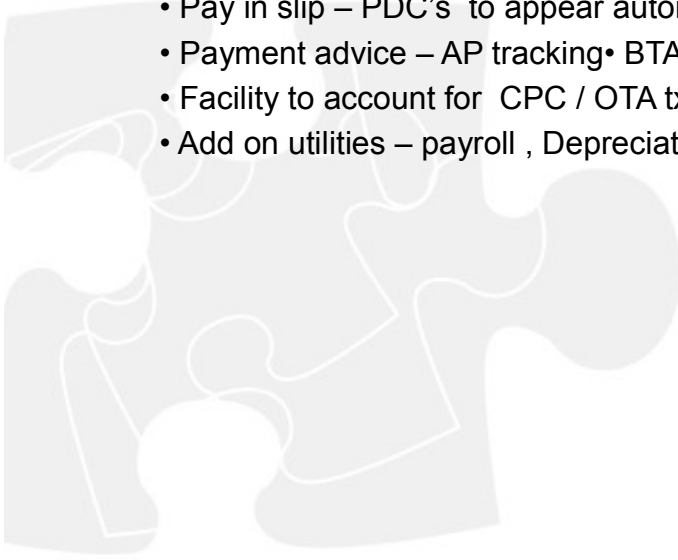 • Pay in slip – PDC's to appear auto
• Payment advice – AP tracking• BTA
• Facility to account for CPC / OTA
• Add on utilities – payroll , Depreciat